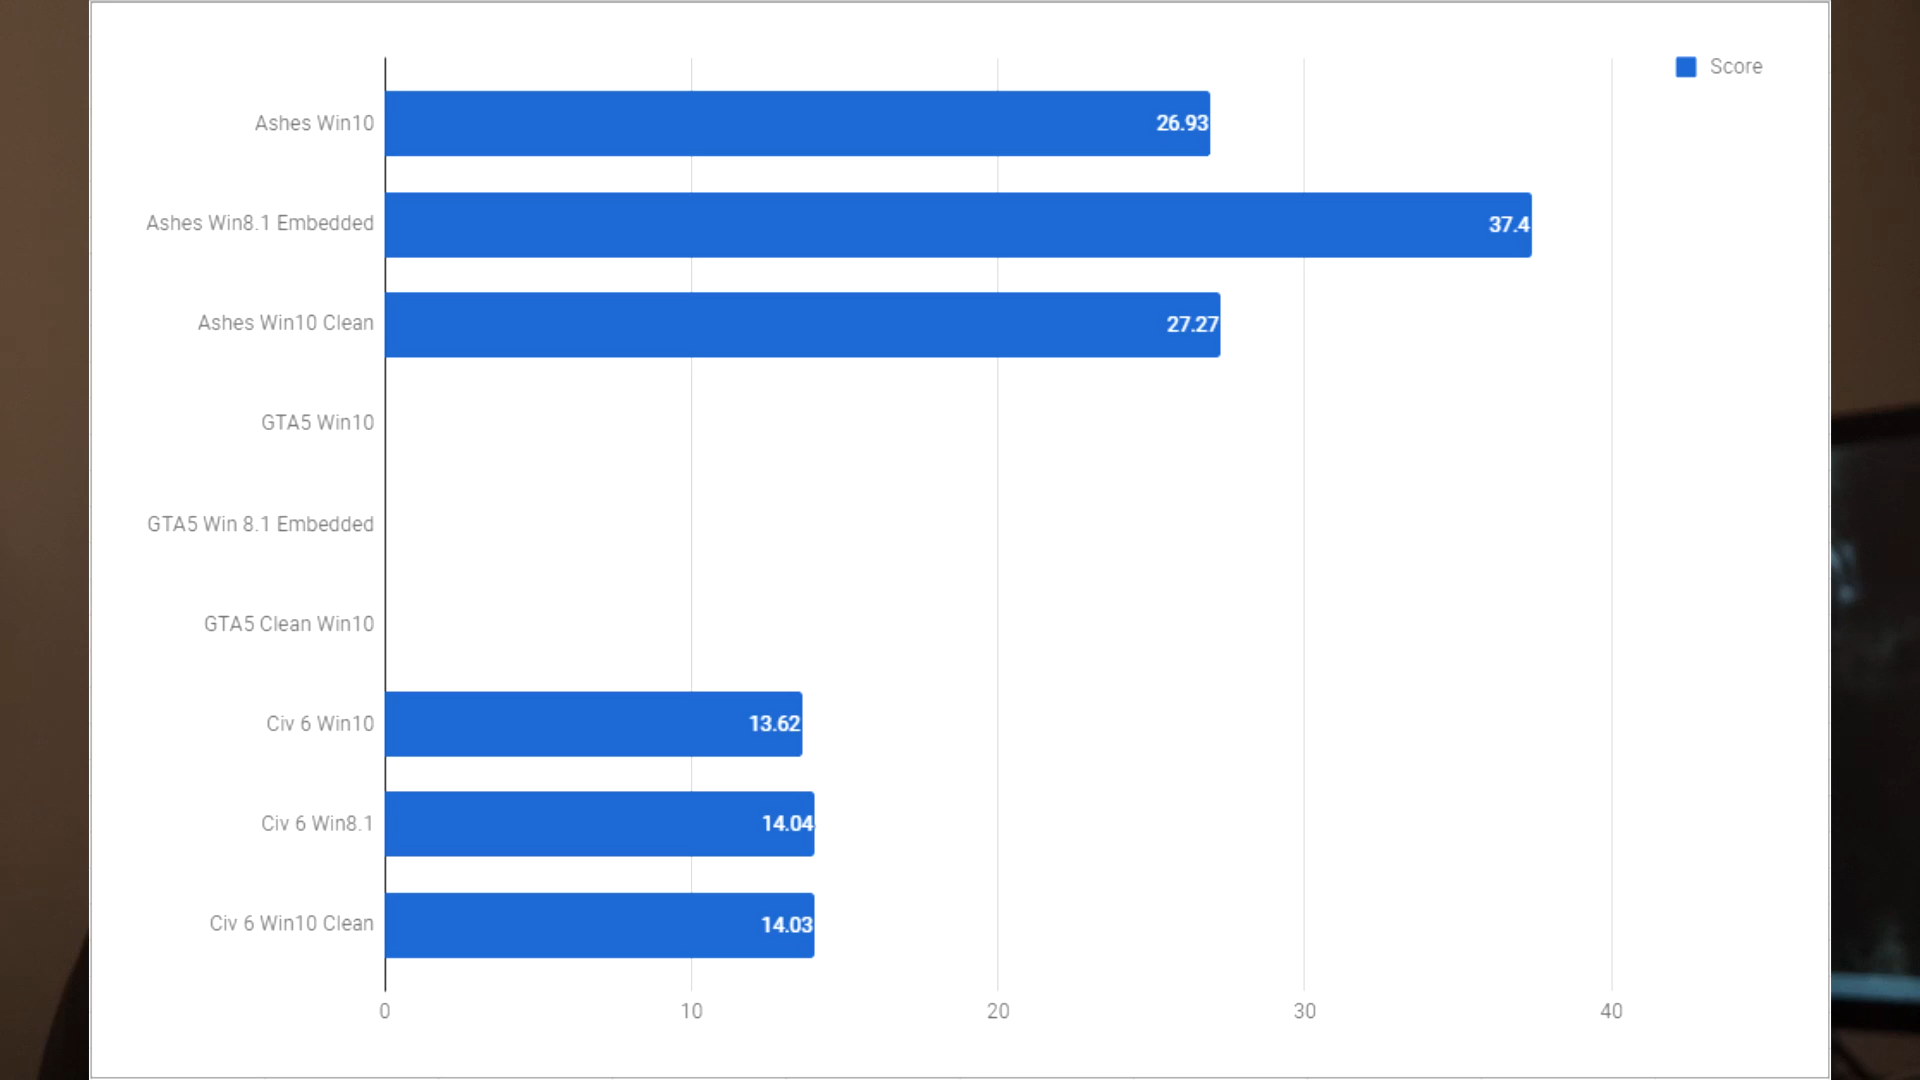 Score
Ashes Win10
26.93
Ashes Win8.1 Embedded
37.4
Ashes Win10 Clean
27.27
GTA5 Win10
GTA5 Win 8.1 Embedded
GTA5 Clean Win10
Civ 6 Win10
13.62
Civ 6 Win8.1
14.04
Civ 6 Win10 Clean
14.03
0
10
20
30
40